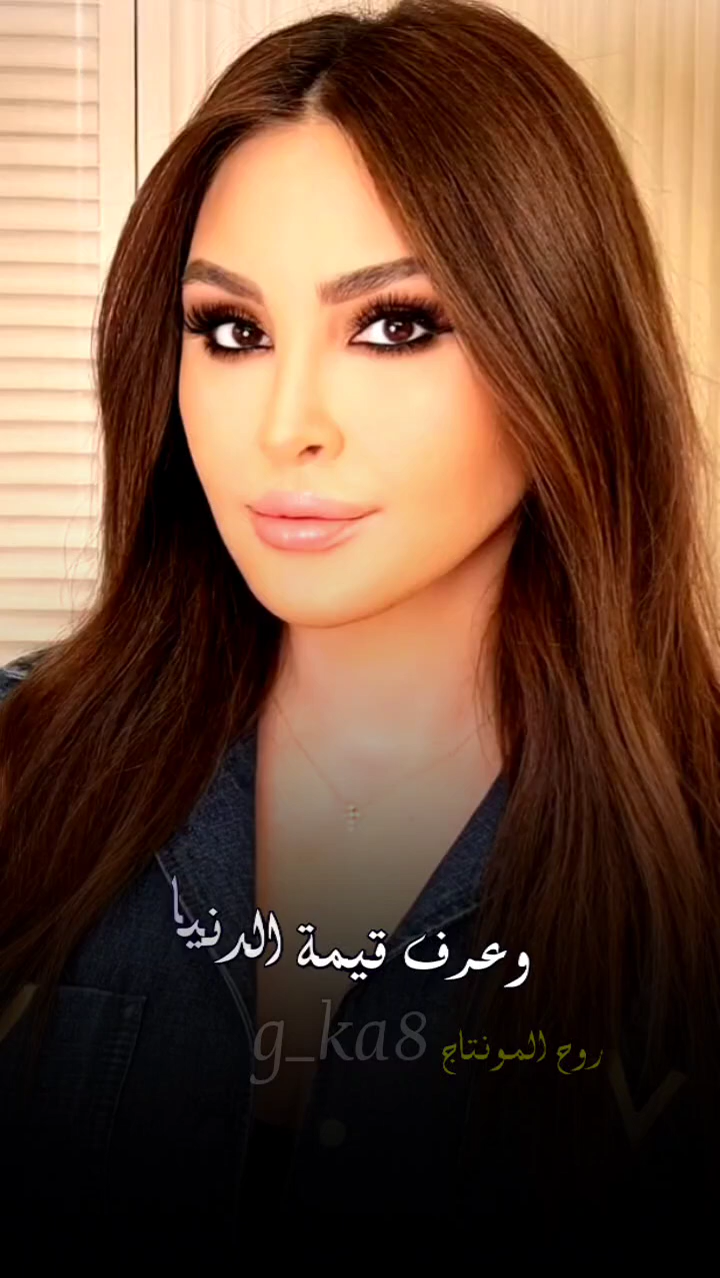 وعرف قيمة الدنيا
روح المونتاج g_ka8